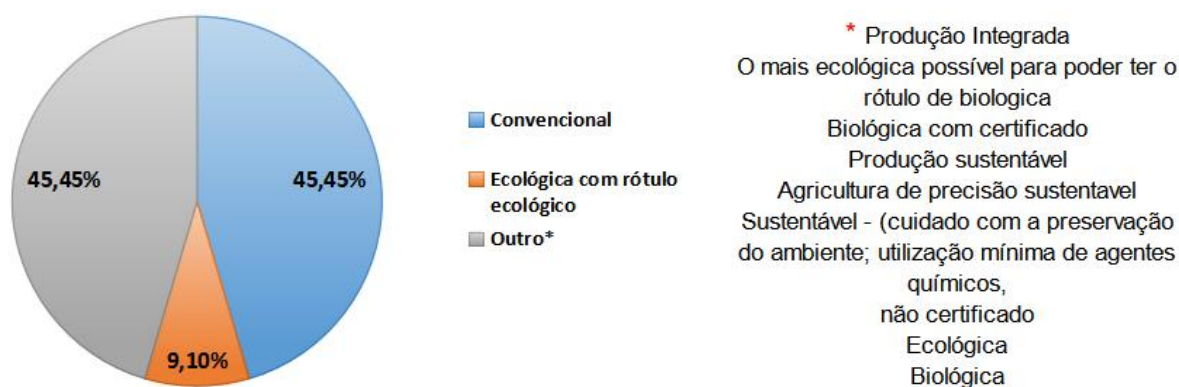 45,45%
45,45%
9,10%
Convencional
Ecológica com rótulo
ecológico
Outro*
* Produção Integrada
O mais ecológica possível para poder ter o
rótulo de biologica
Biológica com certificado
Produção sustentável
Agricultura de precisão sustentavel
Sustentável - (cuidado com a preservação
do ambiente; utilização mínima de agentes
químicos,
não certificado
Ecológica
Biológica